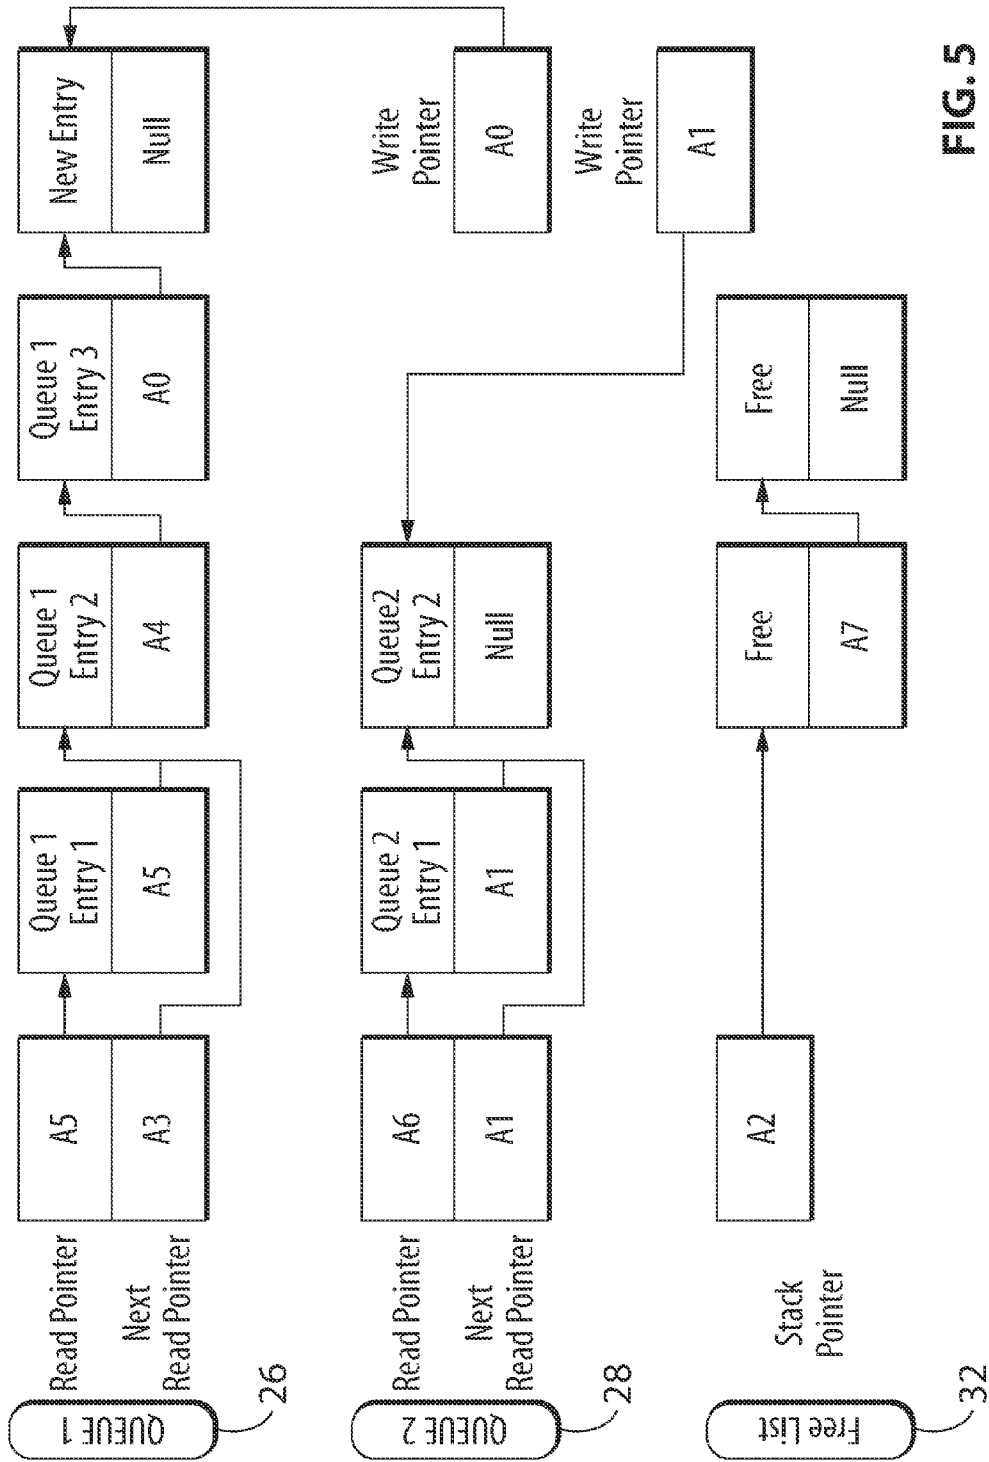 QUEUE 1
26
Read Pointer
Next
Read Pointer
A5
A3
Queue 1
Entry 1
A5
Queue 1
Entry 2
A4
Queue 1
Entry 3
A0
New Entry
Null
QUEUE 2
28
Read Pointer
Next
Read Pointer
A6
A1
Queue 2
Entry 1
A1
Queue2
Entry 2
Null
Write
Pointer
A0
Write
Pointer
A1
Free List
32
Stack
Pointer
A2
Free
A7
Free
Null
FIG. 5